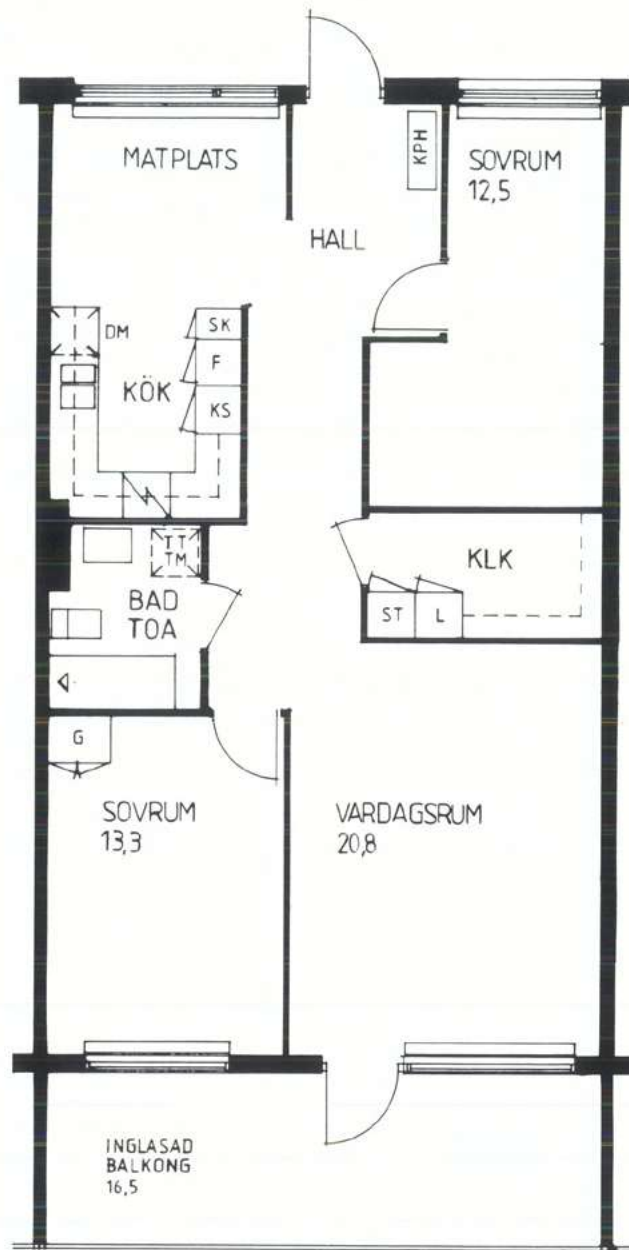 MATPLATS
KPH
SOVRUM
12,5
HALL
DM
SK
F
KS
KÖK
TT
TM
BAD
TOA
KLK
ST
L
G
SOVRUM
13,3
VARDAGSRUM
20,8
INGLASAD
BALKONG
16,5